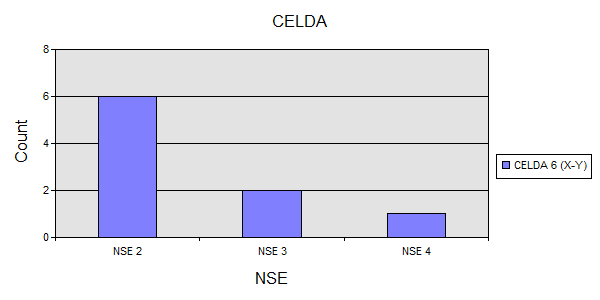 CELDA
8
6
4
2
0
Count
NSE 2
NSE 3
NSE 4
NSE
CELDA 6 (X-Y)